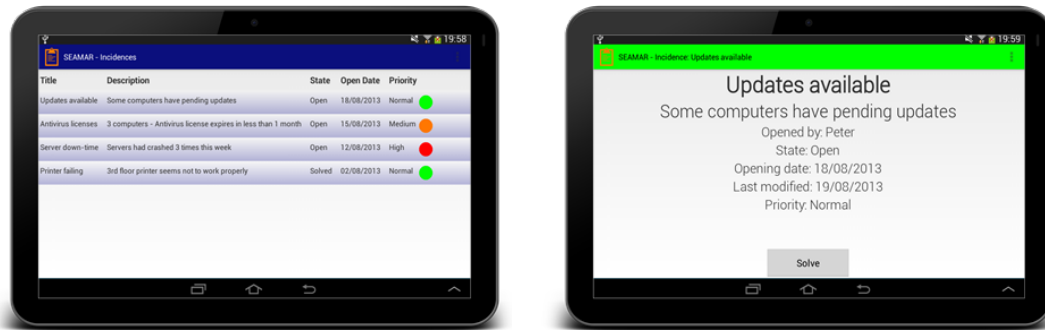 19:58
SEAMAR - Incidences
Title Description State Open Date Priority
Updates available Some computers have pending updates Open 18/08/2013 Normal
Antivirus licenses 3 computers - Antivirus license expires in less than 1 month Open 15/08/2013 Medium
Server down-time Servers had crashed 3 times this week Open 12/08/2013 High
Printer failing 3rd floor printer seems not to work properly Solved 02/08/2013 Normal
19:59
SEAMAR - Incidence: Updates available
Updates available
Some computers have pending updates
Opened by: Peter
State: Open
Opening date: 18/08/2013
Last modified: 19/08/2013
Priority: Normal
Solve